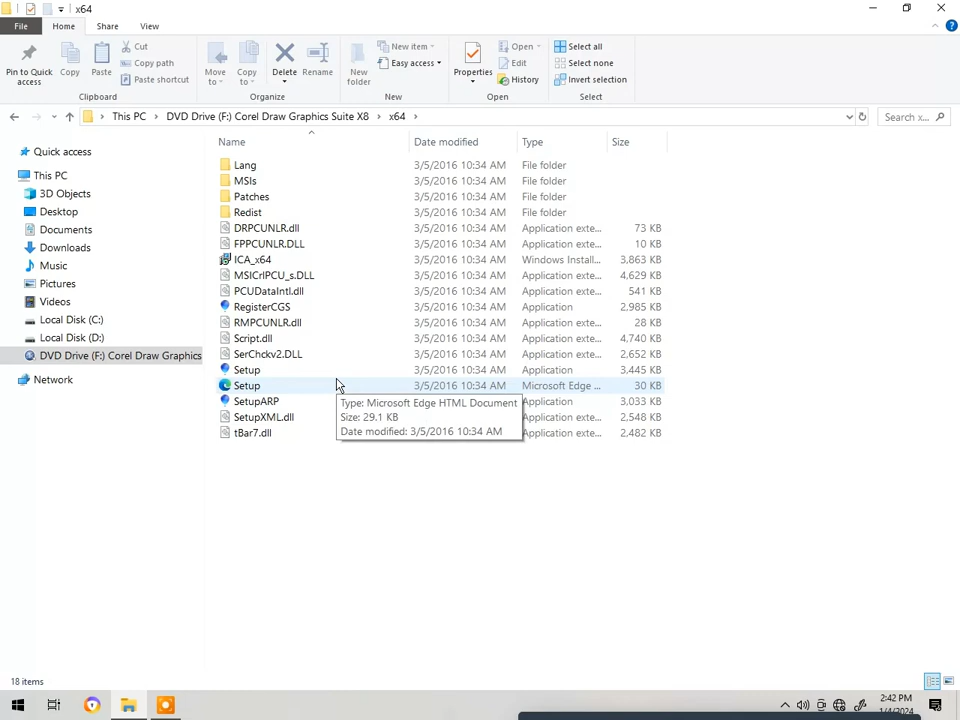 x64
File Home Share View
Pin to Quick access
Copy
Paste
Cut
Copy path
Paste shortcut
Clipboard
Move to
Copy to
Delete
Rename
Organize
New folder
New item
Easy access
New
Properties
Open
Edit
History
Open
Select all
Select none
Invert selection
Select
This PC DVD Drive (F:) Corel Draw Graphics Suite X8 x64
Search x...
Name Date modified Type Size
Quick access
This PC
3D Objects
Desktop
Documents
Downloads
Music
Pictures
Videos
Local Disk (C:)
Local Disk (D:)
DVD Drive (F:) Corel Draw Graphics
Network
Lang 3/5/2016 10:34 AM File folder
MSIs 3/5/2016 10:34 AM File folder
Patches 3/5/2016 10:34 AM File folder
Redist 3/5/2016 10:34 AM File folder
DRPCUNLR.dll 3/5/2016 10:34 AM Application exte... 73 KB
FPPCUNLR.DLL 3/5/2016 10:34 AM Application exte... 10 KB
ICA_x64 3/5/2016 10:34 AM Windows Install... 3,863 KB
MSICrlPCU_s.DLL 3/5/2016 10:34 AM Application exte... 4,629 KB
PCUDataIntl.dll 3/5/2016 10:34 AM Application exte... 541 KB
RegisterCGS 3/5/2016 10:34 AM Application 2,985 KB
RMPCUNLR.dll 3/5/2016 10:34 AM Application exte... 28 KB
Script.dll 3/5/2016 10:34 AM Application exte... 4,740 KB
SerChckv2.DLL 3/5/2016 10:34 AM Application exte... 2,652 KB
Setup 3/5/2016 10:34 AM Application 3,445 KB
Setup 3/5/2016 10:34 AM Microsoft Edge ... 30 KB
SetupARP 3/5/2016 10:34 AM Application 3,033 KB
SetupXML.dll Application exte... 2,548 KB
tBar7.dll Application exte... 2,482 KB
Type: Microsoft Edge HTML Document
Size: 29.1 KB
Date modified: 3/5/2016 10:34 AM
18 items
2:42 PM
1/4/2024